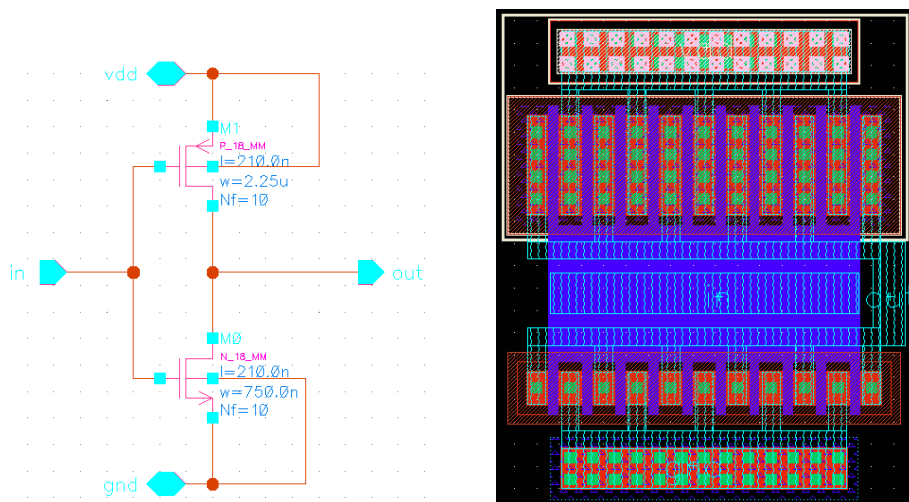 vdd
M1
P_18_MM
l=210.0n
w=2.25u
Nf=10
in
out
M0
N_18_MM
l=210.0n
w=750.0n
Nf=10
gnd
in